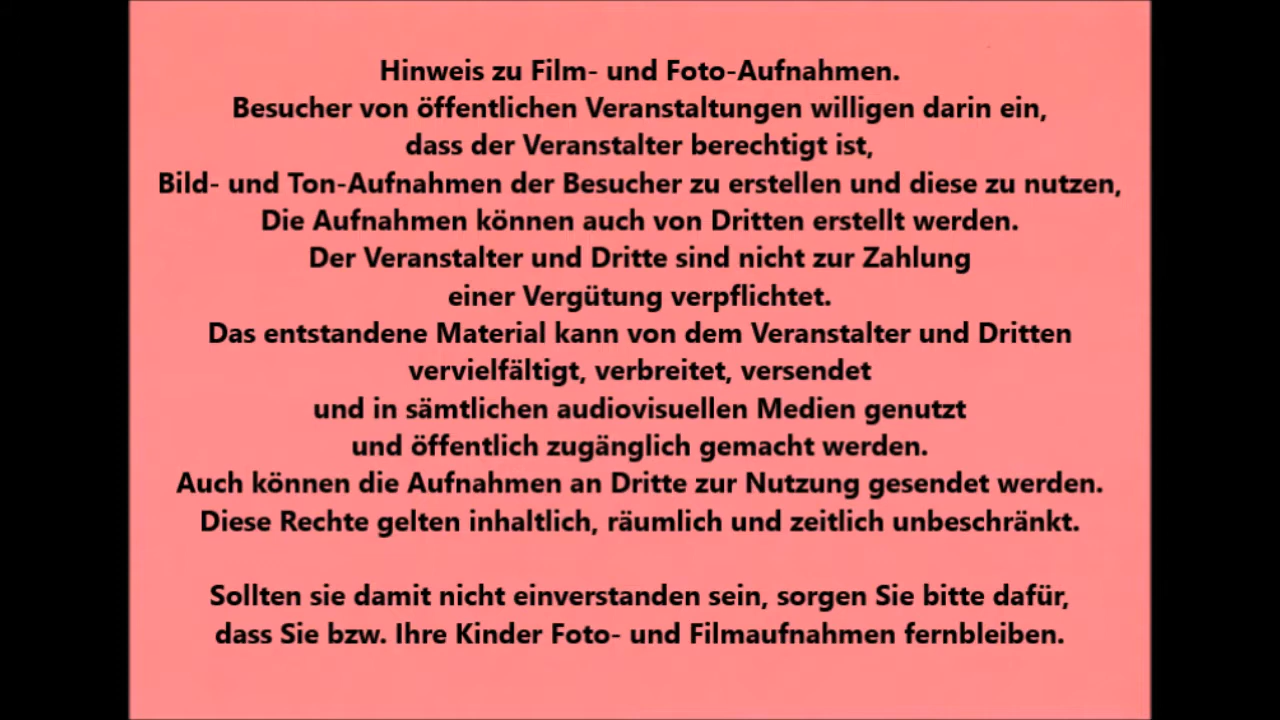 Hinweis zu Film- und Foto-Aufnahmen.
Besucher von öffentlichen Veranstaltungen willigen darin ein,
dass der Veranstalter berechtigt ist,
Bild- und Ton-Aufnahmen der Besucher zu erstellen und diese zu nutzen,
Die Aufnahmen können auch von Dritten erstellt werden.
Der Veranstalter und Dritte sind nicht zur Zahlung
einer Vergütung verpflichtet.
Das entstandene Material kann von dem Veranstalter und Dritten
vervielfältigt, verbreitet, versendet
und in sämtlichen audiovisuellen Medien genutzt
und öffentlich zugänglich gemacht werden.
Auch können die Aufnahmen an Dritte zur Nutzung gesendet werden.
Diese Rechte gelten inhaltlich, räumlich und zeitlich unbeschränkt.
Sollten sie damit nicht einverstanden sein, sorgen Sie bitte dafür,
dass Sie bzw. Ihre Kinder Foto- und Filmaufnahmen fernbleiben.